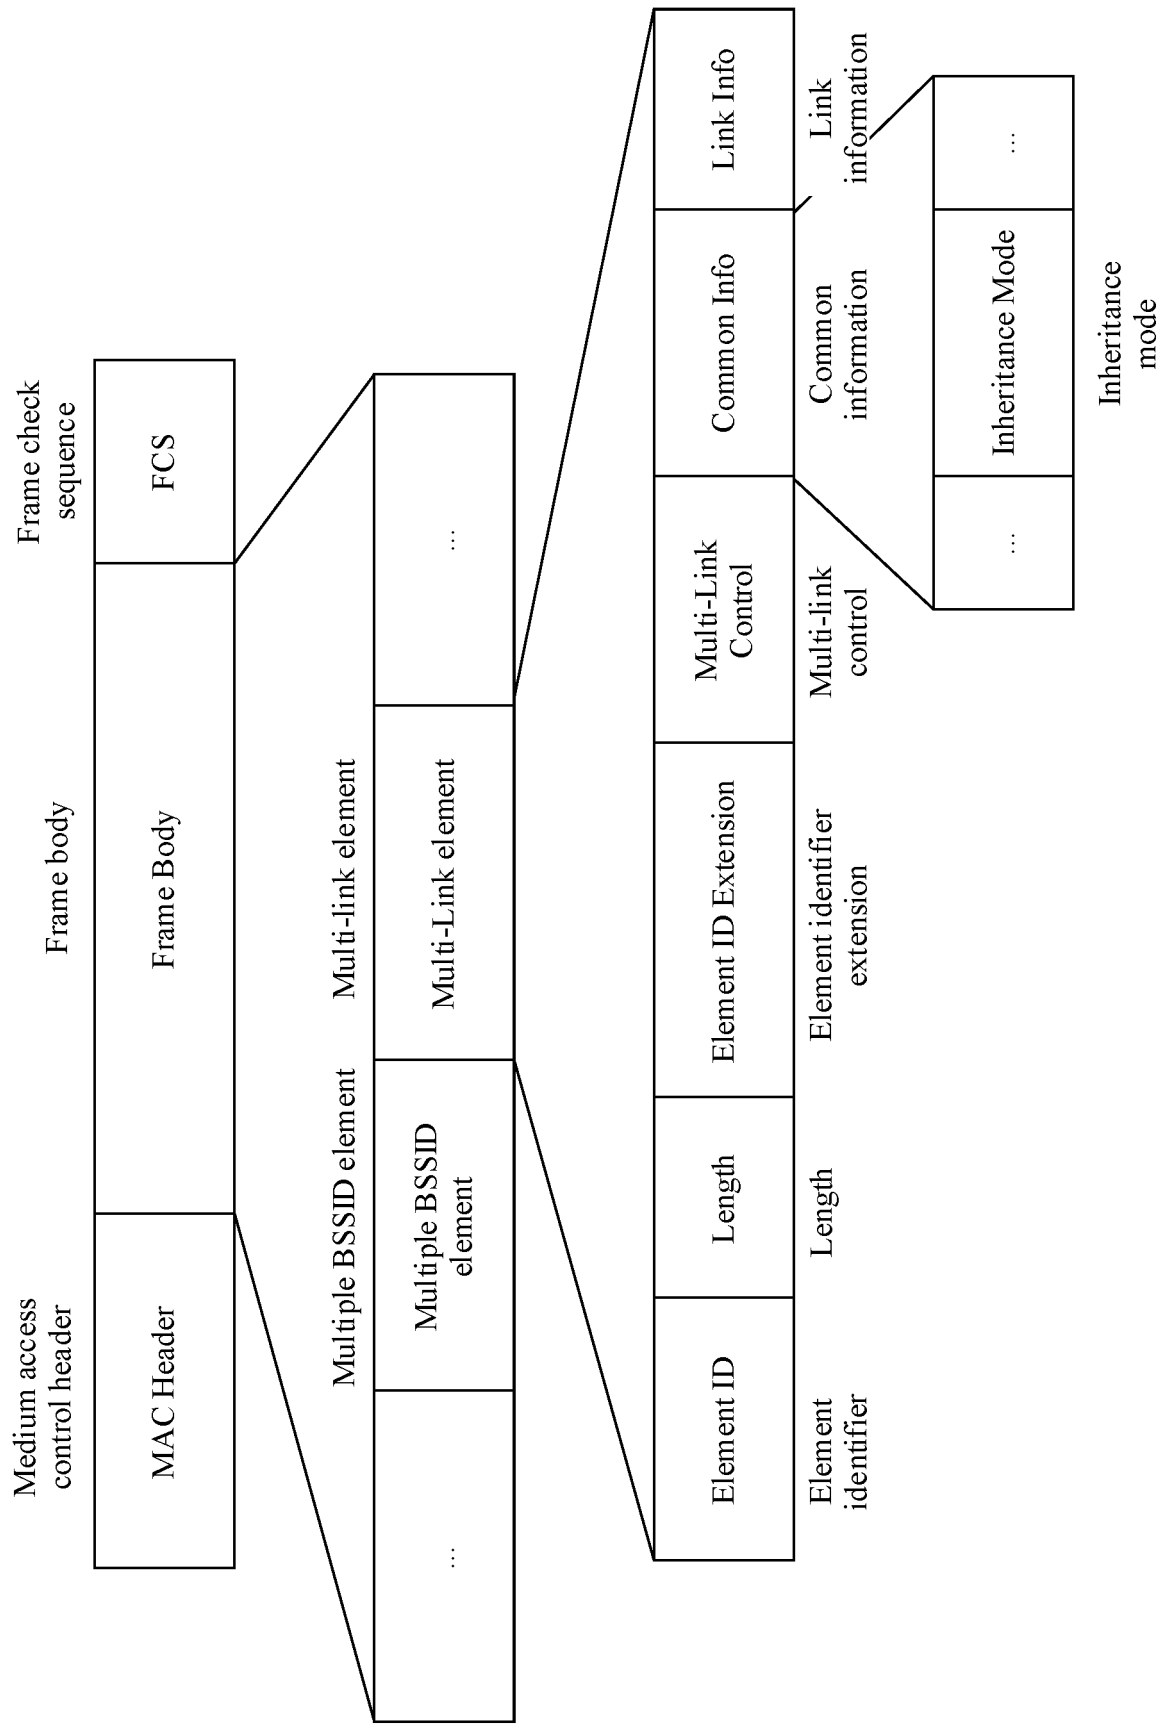 Medium access
control header
Frame body
Frame check
sequence
MAC Header
Frame Body
FCS
Multiple BSSID element
Multi-link element
...
Multiple BSSID
element
Multi-Link element
...
Element ID
Length
Element ID Extension
Multi-Link
Control
Common Info
Link Info
Element
identifier
Length
Element identifier
extension
Multi-link
control
Common
information
Link
information
...
Inheritance Mode
...
Inheritance
mode